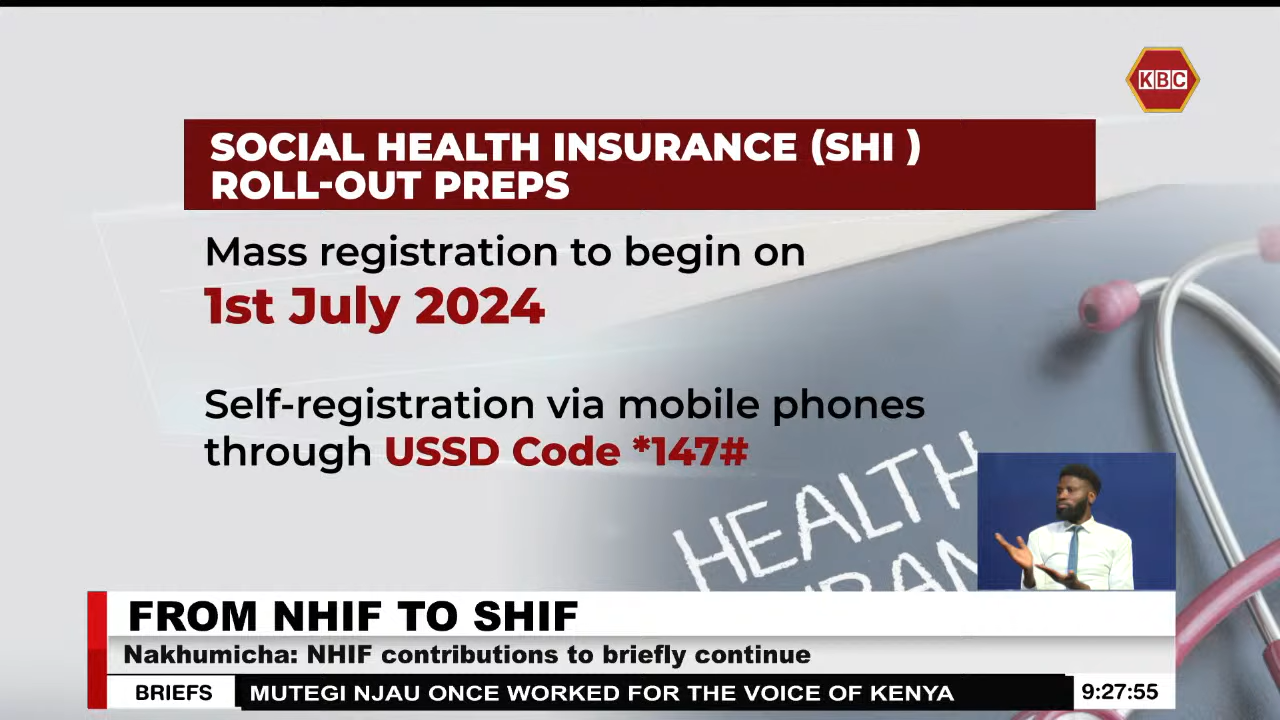 KBC
SOCIAL HEALTH INSURANCE (SHI )
ROLL-OUT PREPS
Mass registration to begin on
1st July 2024
Self-registration via mobile phones
through USSD Code *147#
HEALTH
FROM NHIF TO SHIF
Nakhumicha: NHIF contributions to briefly continue
BRIEFS
MUTEGI NJAU ONCE WORKED FOR THE VOICE OF KENYA
9:27:55